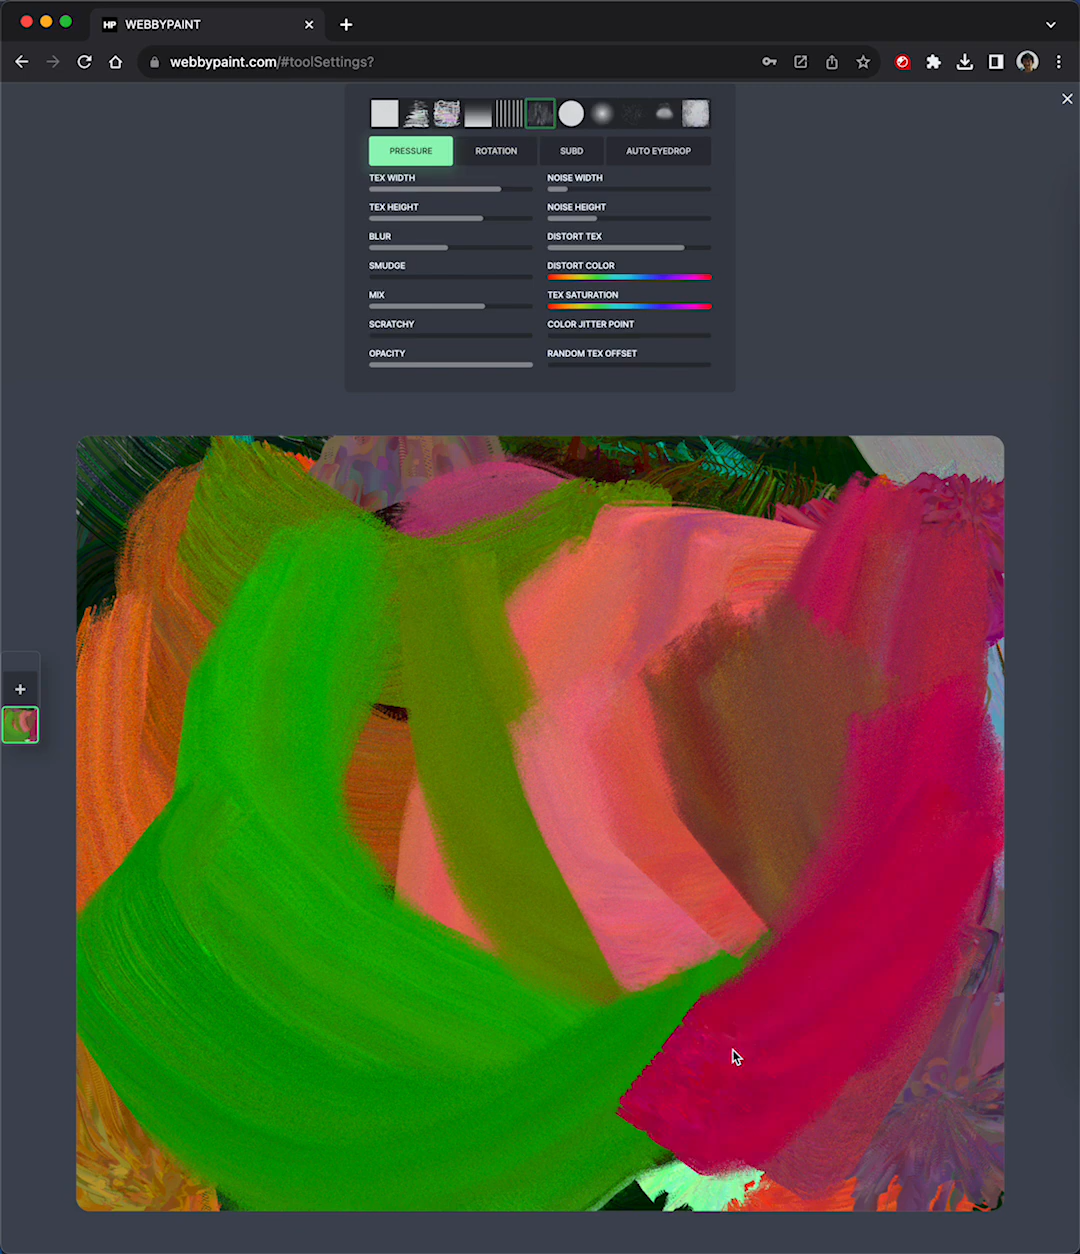 HP WEBBYPAINT
webbypaint.com/#toolSettings?
PRESSURE ROTATION SUBD AUTO EYEDROP
TEX WIDTH NOISE WIDTH
TEX HEIGHT NOISE HEIGHT
BLUR DISTORT TEX
SMUDGE DISTORT COLOR
MIX TEX SATURATION
SCRATCHY COLOR JITTER POINT
OPACITY RANDOM TEX OFFSET